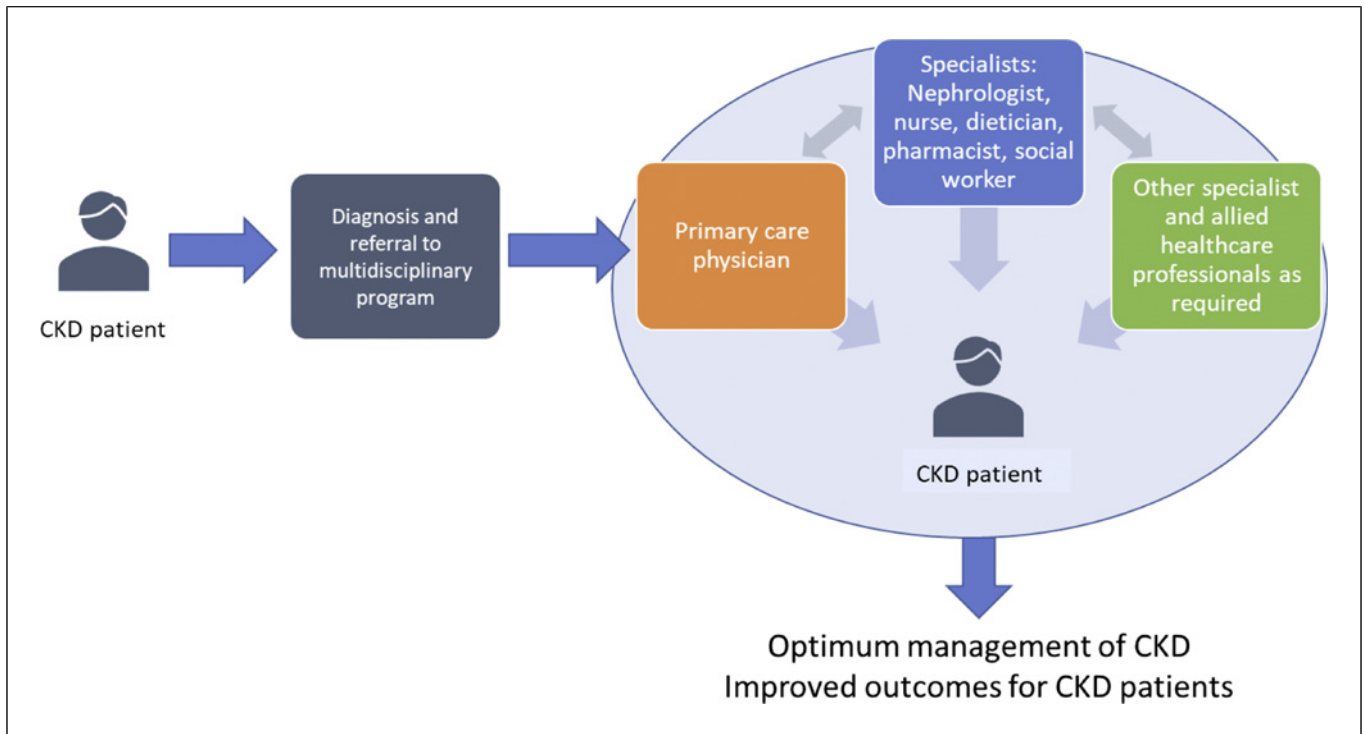 CKD patient
Diagnosis and
referral to
multidisciplinary
program
Primary care
physician
Specialists:
Nephrologist,
nurse, dietician,
pharmacist, social
worker
Other specialist
and allied
healthcare
professionals as
required
CKD patient
Optimum management of CKD
Improved outcomes for CKD patients